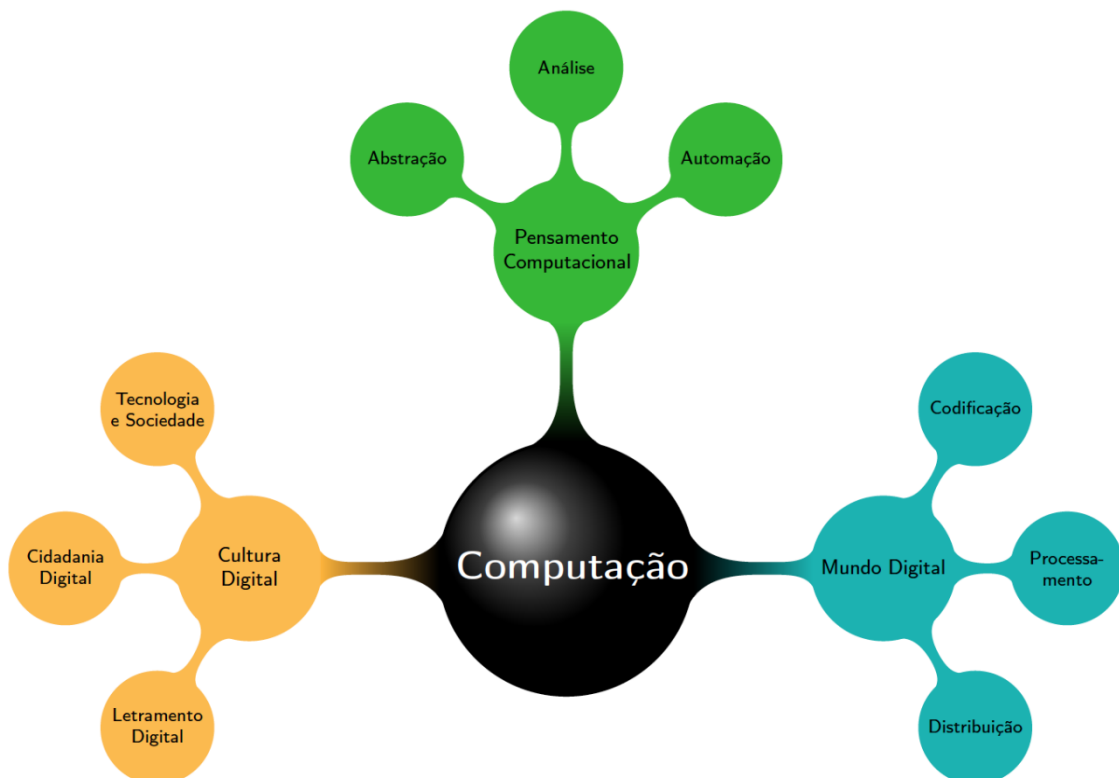 Análise
Abstração
Automação
Pensamento
Computacional
Tecnologia
e Sociedade
Cidadania
Digital
Letramento
Digital
Cultura
Digital
Computação
Mundo Digital
Codificação
Processa-
mento
Distribuição